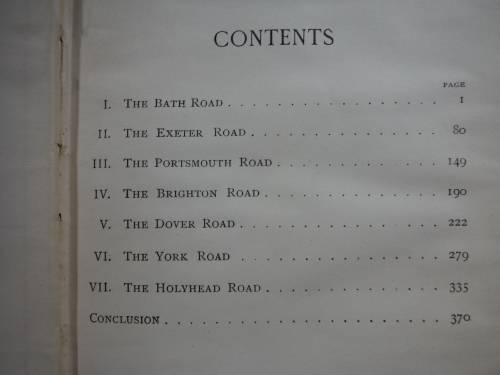 CONTENTS
PAGE
I. THE BATH ROAD . . . . . . . . . . . . . . . . . 1
II. THE EXETER ROAD . . . . . . . . . . . . . . . 80
III. THE PORTSMOUTH ROAD . . . . . . . . . . . . . 149
IV. THE BRIGHTON ROAD . . . . . . . . . . . . . . 190
V. THE DOVER ROAD . . . . . . . . . . . . . . . . 222
VI. THE YORK ROAD . . . . . . . . . . . . . . . . 279
VII. THE HOLYHEAD ROAD . . . . . . . . . . . . . . 335
CONCLUSION . . . . . . . . . . . . . . . . . . . . . 370